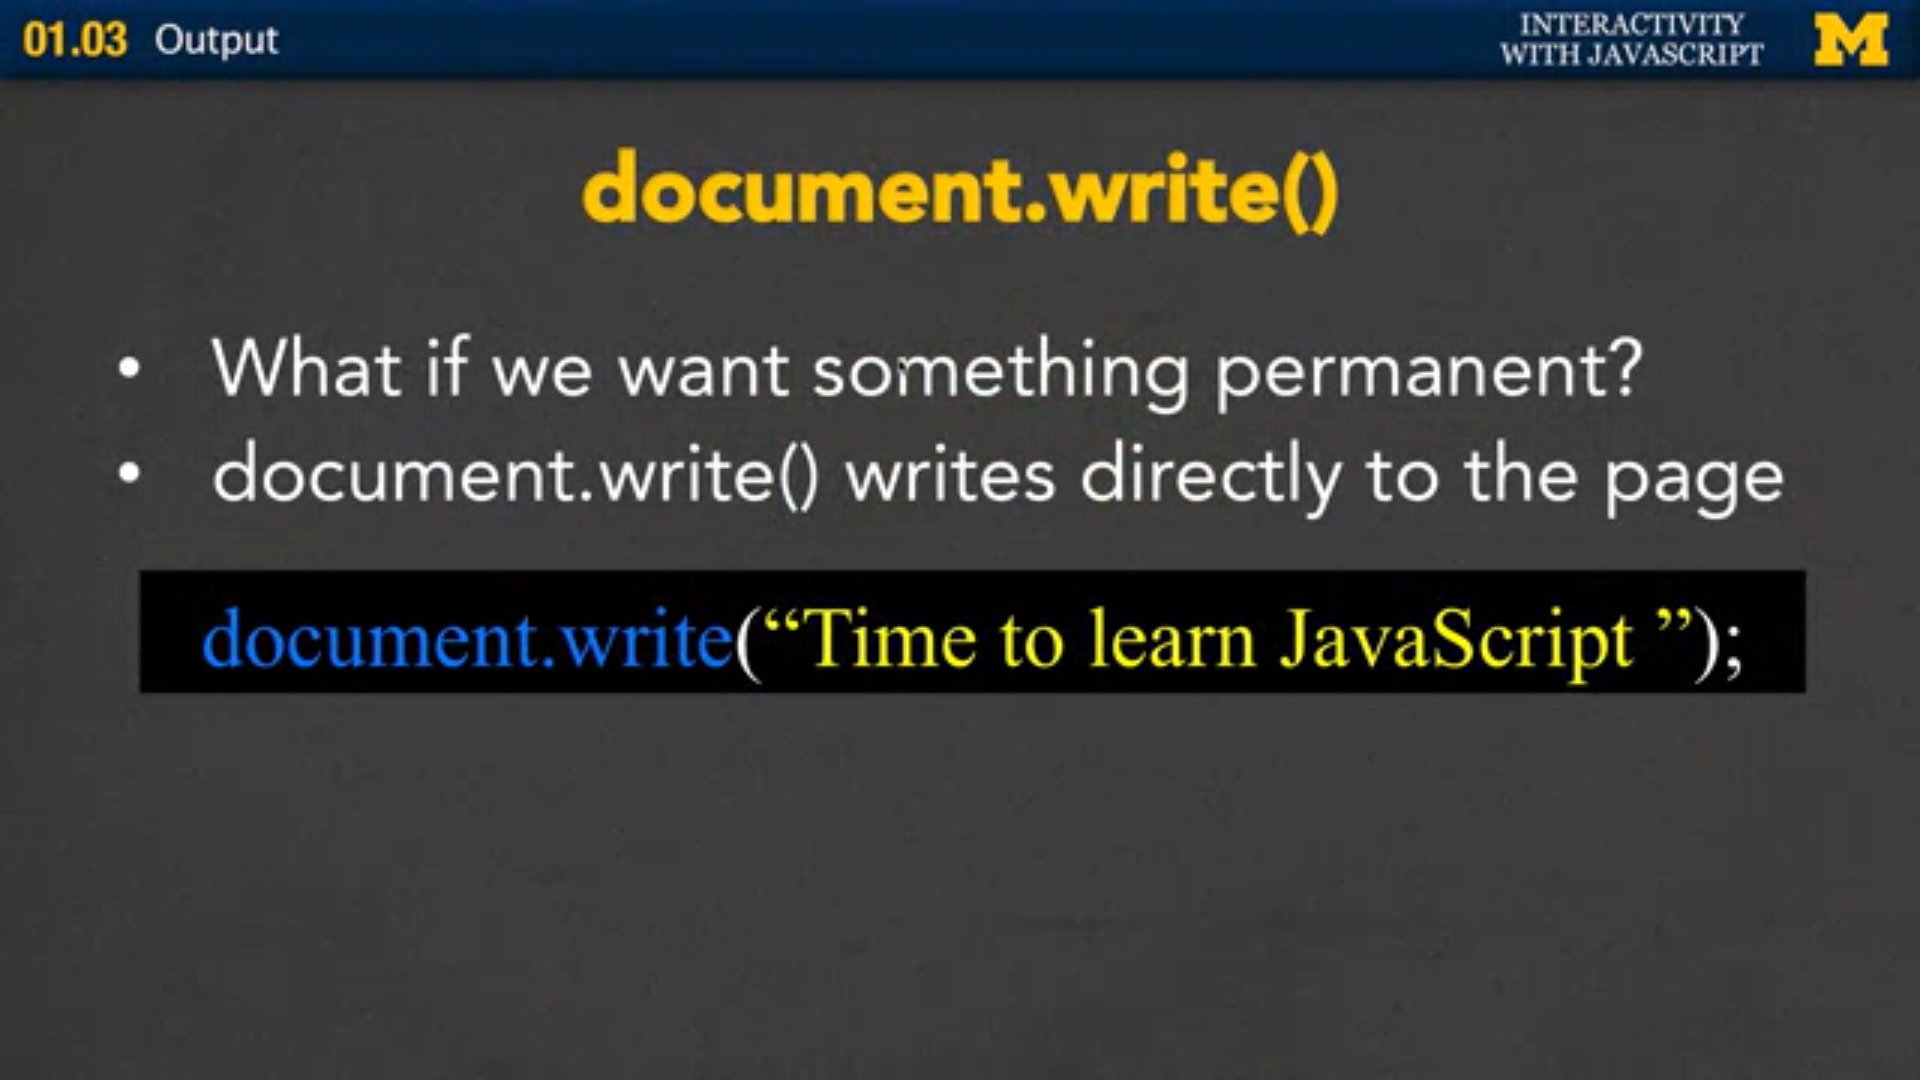 01.03 Output
INTERACTIVITY
WITH JAVASCRIPT
M
document.write()
• What if we want something permanent?
• document.write() writes directly to the page
document.write(“Time to learn JavaScript ”);